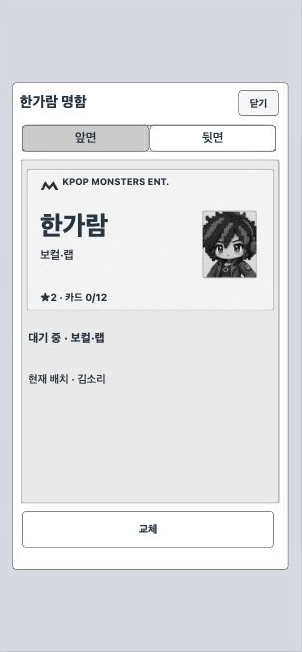 한가람 명함
닫기
앞면
뒷면
KPOP MONSTERS ENT.
한가람
보컬·랩
★2 · 카드 0/12
대기 중 · 보컬·랩
현재 배치 · 김소리
교체